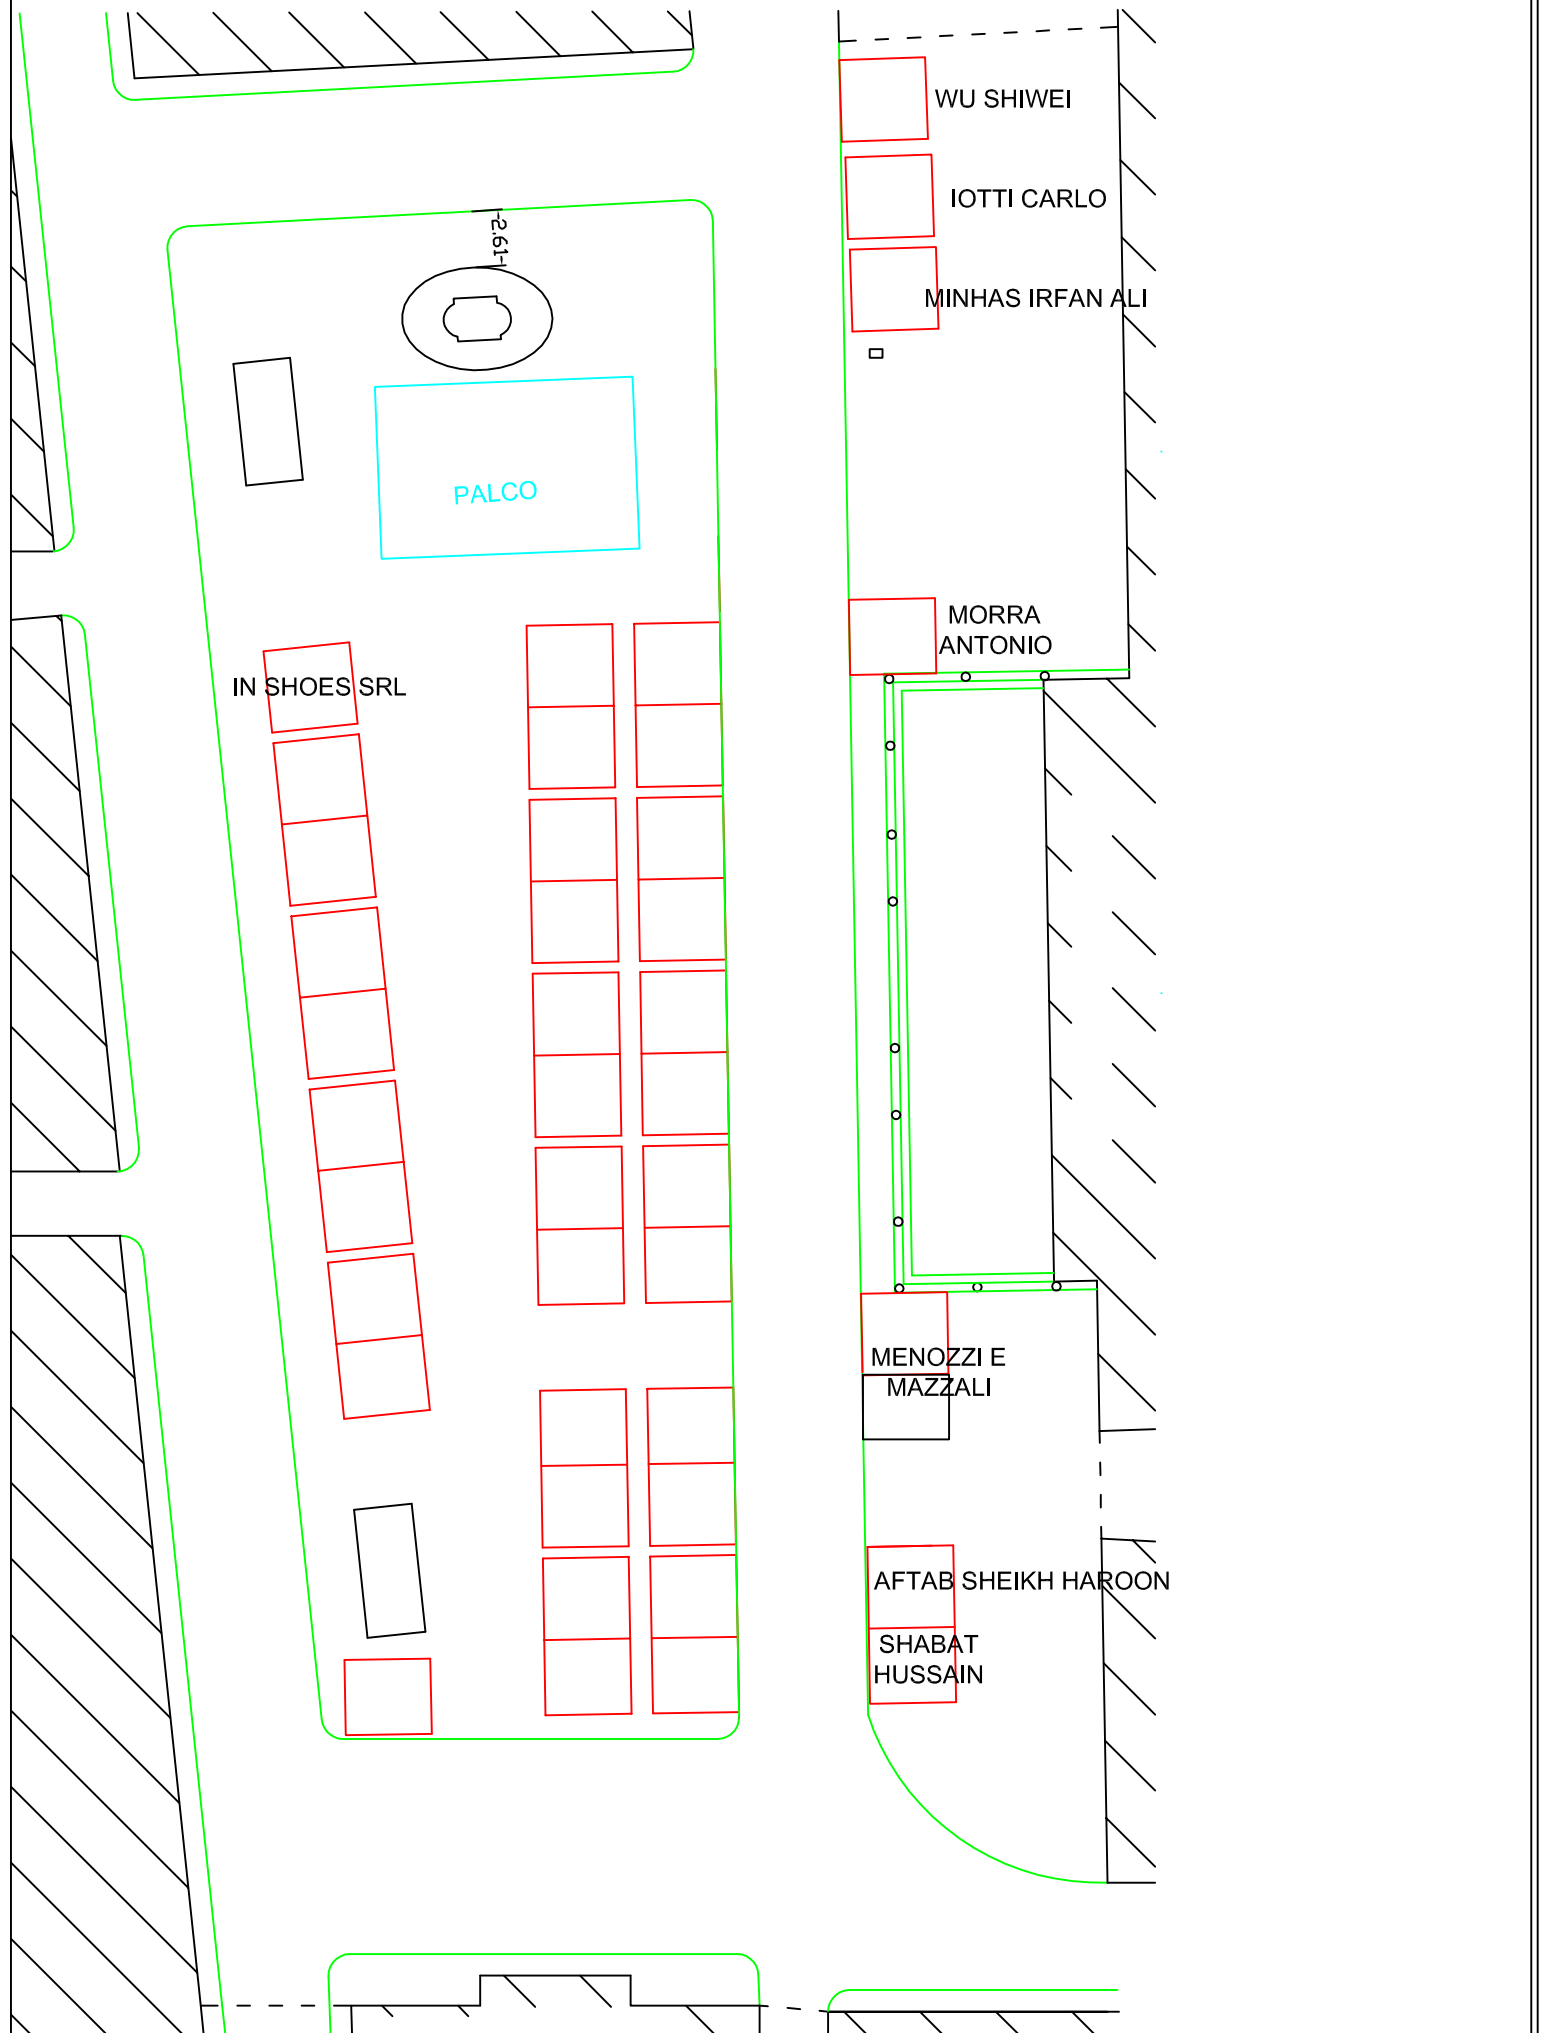 WU SHIWEI
IOTTI CARLO
-2.61-
MINHAS IRFAN ALI
PALCO
MORRA
ANTONIO
IN SHOES SRL
MENOZZI E
MAZZALI
AFTAB SHEIKH HAROON
SHABAT
HUSSAIN